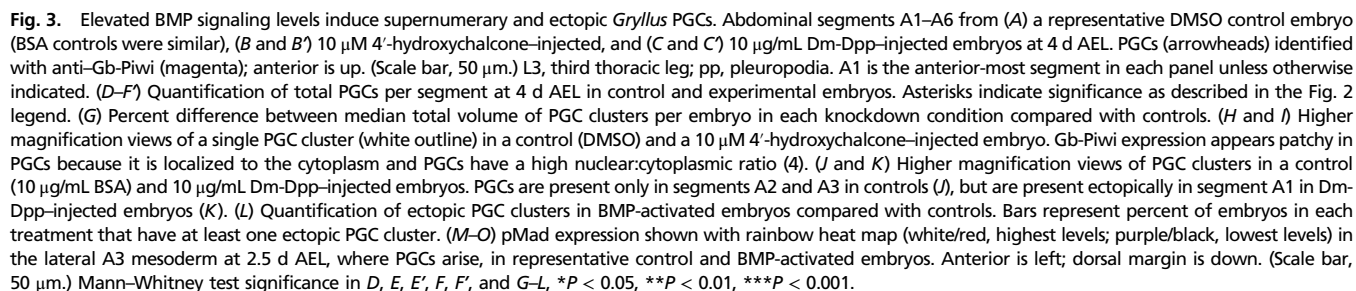 Fig. 3. Elevated BMP signaling levels induce supernumerary and ectopic Gryllus PGCs. Abdominal segments A1–A6 from (A) a representative DMSO control embryo
(BSA controls were similar), (B and B′) 10 μM 4′-hydroxychalcone–injected, and (C and C′) 10 μg/mL Dm-Dpp–injected embryos at 4 d AEL. PGCs (arrowheads) identified
with anti–Gb-Piwi (magenta); anterior is up. (Scale bar, 50 μm.) L3, third thoracic leg; pp, pleuropodia. A1 is the anterior-most segment in each panel unless otherwise
indicated. (D–F′) Quantification of total PGCs per segment at 4 d AEL in control and experimental embryos. Asterisks indicate significance as described in the Fig. 2
legend. (G) Percent difference between median total volume of PGC clusters per embryo in each knockdown condition compared with controls. (H and I) Higher
magnification views of a single PGC cluster (white outline) in a control (DMSO) and a 10 μM 4′-hydroxychalcone–injected embryo. Gb-Piwi expression appears patchy in
PGCs because it is localized to the cytoplasm and PGCs have a high nuclear:cytoplasmic ratio (4). (J and K) Higher magnification views of PGC clusters in a control
(10 μg/mL BSA) and 10 μg/mL Dm-Dpp–injected embryos. PGCs are present only in segments A2 and A3 in controls (J), but are present ectopically in segment A1 in Dm-
Dpp–injected embryos (K). (L) Quantification of ectopic PGC clusters in BMP-activated embryos compared with controls. Bars represent percent of embryos in each
treatment that have at least one ectopic PGC cluster. (M–O) pMad expression shown with rainbow heat map (white/red, highest levels; purple/black, lowest levels) in
the lateral A3 mesoderm at 2.5 d AEL, where PGCs arise, in representative control and BMP-activated embryos. Anterior is left; dorsal margin is down. (Scale bar,
50 μm.) Mann–Whitney test significance in D, E, E′, F, F′, and G–L, *P < 0.05, **P < 0.01, ***P < 0.001.